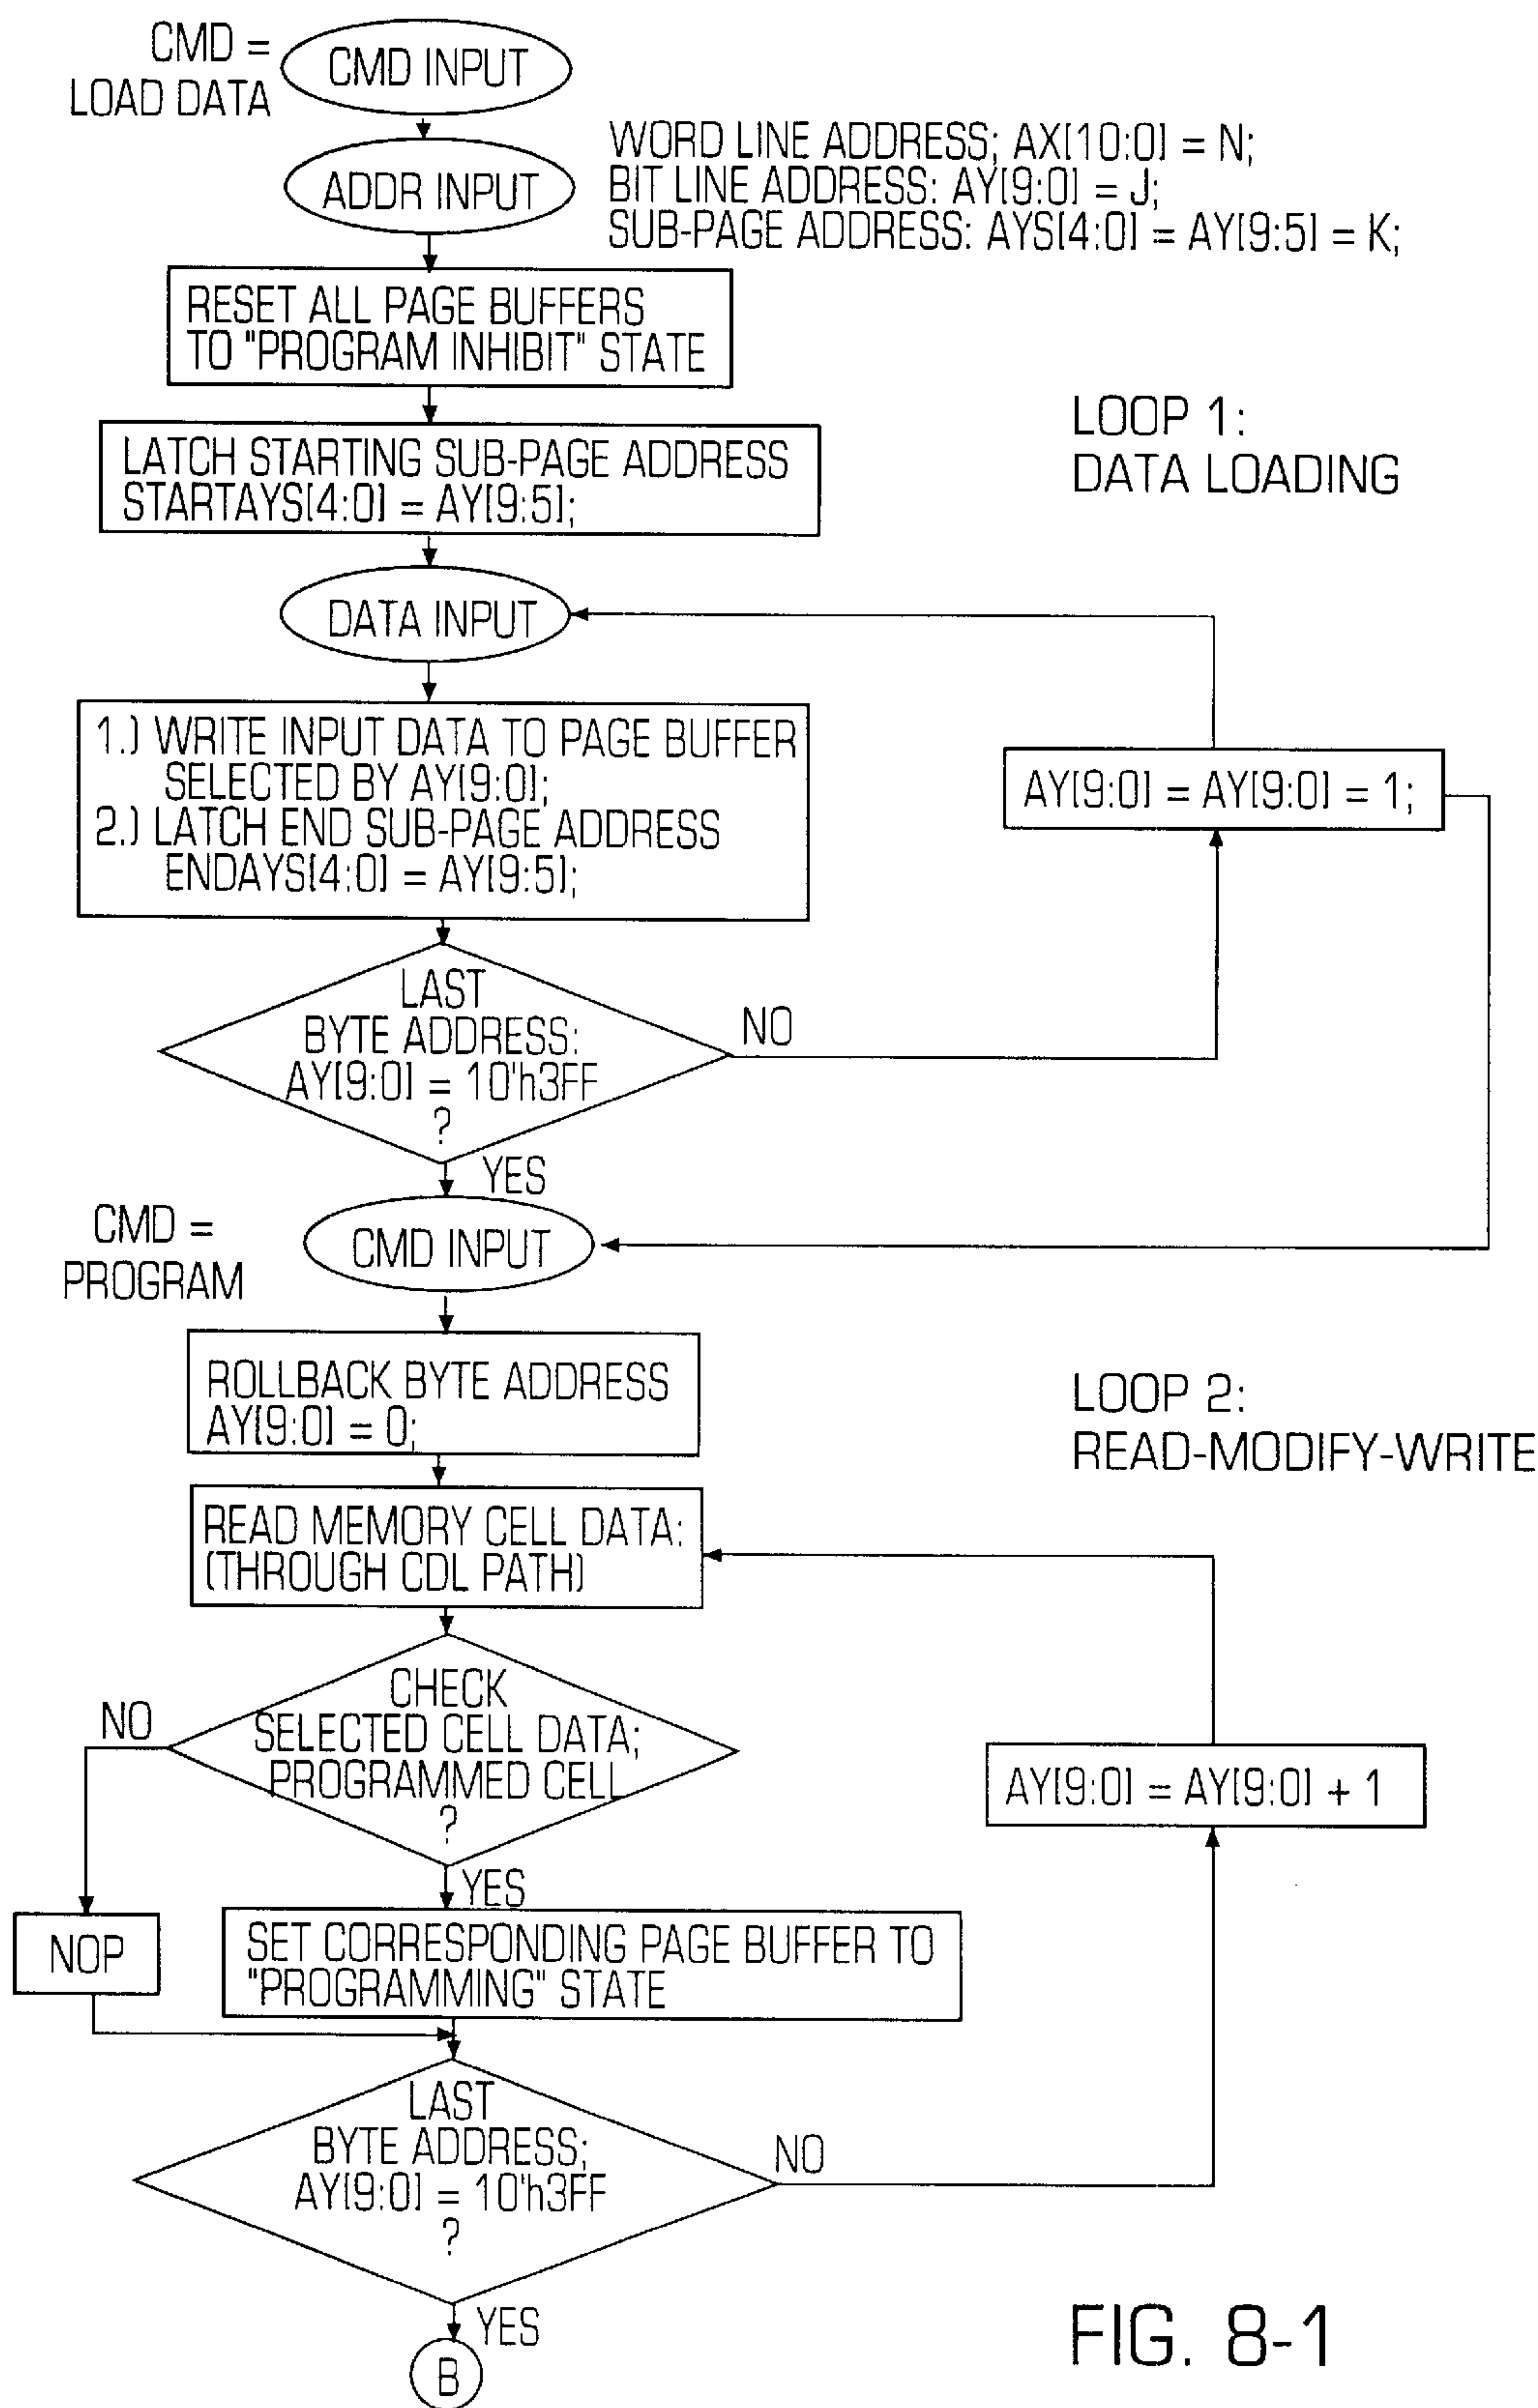 CMD =
LOAD DATA
CMD INPUT
ADDR INPUT
WORD LINE ADDRESS; AX[10:0] = N;
BIT LINE ADDRESS: AY[9:0] = J;
SUB-PAGE ADDRESS: AYS[4:0] = AY[9:5] = K;
RESET ALL PAGE BUFFERS
TO "PROGRAM INHIBIT" STATE
LOOP 1:
DATA LOADING
LATCH STARTING SUB-PAGE ADDRESS
STARTAYS[4:0] = AY[9:5];
DATA INPUT
1.) WRITE INPUT DATA TO PAGE BUFFER
SELECTED BY AY[9:0];
2.) LATCH END SUB-PAGE ADDRESS
ENDAYS[4:0] = AY[9:5];
AY[9:0] = AY[9:0] = 1;
LAST
BYTE ADDRESS:
AY[9:0] = 10'h3FF
?
NO
YES
CMD =
PROGRAM
CMD INPUT
ROLLBACK BYTE ADDRESS
AY[9:0] = 0;
LOOP 2:
READ-MODIFY-WRITE
READ MEMORY CELL DATA:
(THROUGH CDL PATH)
CHECK
SELECTED CELL DATA;
PROGRAMMED CELL
?
NO
YES
AY[9:0] = AY[9:0] + 1
NOP
SET CORRESPONDING PAGE BUFFER TO
"PROGRAMMING" STATE
LAST
BYTE ADDRESS;
AY[9:0] = 10'h3FF
?
NO
YES
B
FIG. 8-1